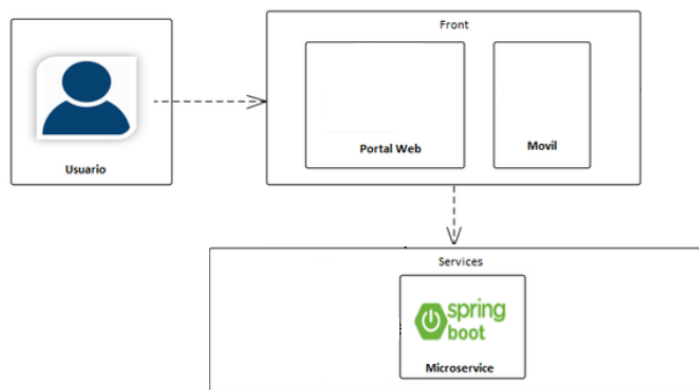 Front
Portal Web
Movil
Usuario
Services
spring
boot
Microservice